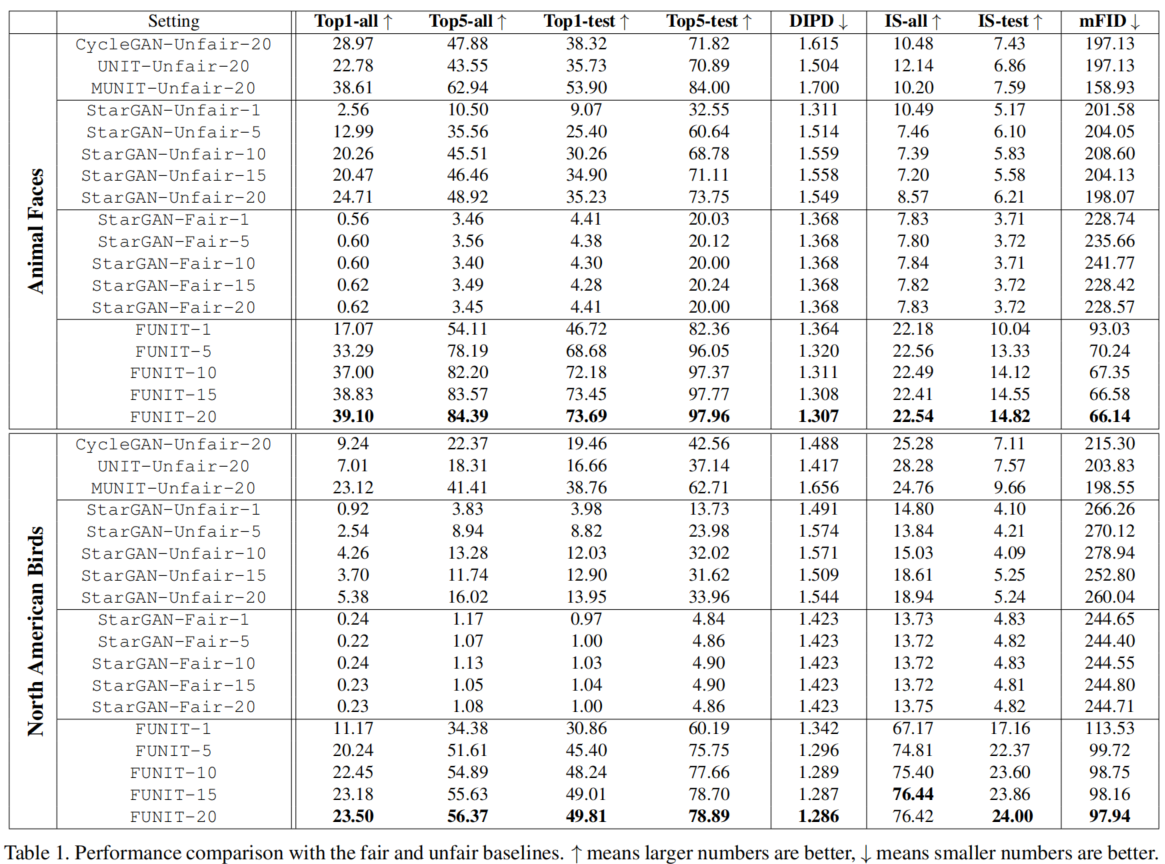 Setting Top1-all ↑ Top5-all ↑ Top1-test ↑ Top5-test ↑ DIPD ↓ IS-all ↑ IS-test ↑ mFID ↓
Animal Faces
CycleGAN-Unfair-20 28.97 47.88 38.32 71.82 1.615 10.48 7.43 197.13
UNIT-Unfair-20 22.78 43.55 35.73 70.89 1.504 12.14 6.86 197.13
MUNIT-Unfair-20 38.61 62.94 53.90 84.00 1.700 10.20 7.59 158.93
StarGAN-Unfair-1 2.56 10.50 9.07 32.55 1.311 10.49 5.17 201.58
StarGAN-Unfair-5 12.99 35.56 25.40 60.64 1.514 7.46 6.10 204.05
StarGAN-Unfair-10 20.26 45.51 30.26 68.78 1.559 7.39 5.83 208.60
StarGAN-Unfair-15 20.47 46.46 34.90 71.11 1.558 7.20 5.58 204.13
StarGAN-Unfair-20 24.71 48.92 35.23 73.75 1.549 8.57 6.21 198.07
StarGAN-Fair-1 0.56 3.46 4.41 20.03 1.368 7.83 3.71 228.74
StarGAN-Fair-5 0.60 3.56 4.38 20.12 1.368 7.80 3.72 235.66
StarGAN-Fair-10 0.60 3.40 4.30 20.00 1.368 7.84 3.71 241.77
StarGAN-Fair-15 0.62 3.49 4.28 20.24 1.368 7.82 3.72 228.42
StarGAN-Fair-20 0.62 3.45 4.41 20.00 1.368 7.83 3.72 228.57
FUNIT-1 17.07 54.11 46.72 82.36 1.364 22.18 10.04 93.03
FUNIT-5 33.29 78.19 68.68 96.05 1.320 22.56 13.33 70.24
FUNIT-10 37.00 82.20 72.18 97.37 1.311 22.49 14.12 67.35
FUNIT-15 38.83 83.57 73.45 97.77 1.308 22.41 14.55 66.58
FUNIT-20 39.10 84.39 73.69 97.96 1.307 22.54 14.82 66.14
North American Birds
CycleGAN-Unfair-20 9.24 22.37 19.46 42.56 1.488 25.28 7.11 215.30
UNIT-Unfair-20 7.01 18.31 16.66 37.14 1.417 28.28 7.57 203.83
MUNIT-Unfair-20 23.12 41.41 38.76 62.71 1.656 24.76 9.66 198.55
StarGAN-Unfair-1 0.92 3.83 3.98 13.73 1.491 14.80 4.10 266.26
StarGAN-Unfair-5 2.54 8.94 8.82 23.98 1.574 13.84 4.21 270.12
StarGAN-Unfair-10 4.26 13.28 12.03 32.02 1.571 15.03 4.09 278.94
StarGAN-Unfair-15 3.70 11.74 12.90 31.62 1.509 18.61 5.25 252.80
StarGAN-Unfair-20 5.38 16.02 13.95 33.96 1.544 18.94 5.24 260.04
StarGAN-Fair-1 0.24 1.17 0.97 4.84 1.423 13.73 4.83 244.65
StarGAN-Fair-5 0.22 1.07 1.00 4.86 1.423 13.72 4.82 244.40
StarGAN-Fair-10 0.24 1.13 1.03 4.90 1.423 13.72 4.83 244.55
StarGAN-Fair-15 0.23 1.05 1.04 4.90 1.423 13.72 4.81 244.80
StarGAN-Fair-20 0.23 1.08 1.00 4.86 1.423 13.75 4.82 244.71
FUNIT-1 11.17 34.38 30.86 60.19 1.342 67.17 17.16 113.53
FUNIT-5 20.24 51.61 45.40 75.75 1.296 74.81 22.37 99.72
FUNIT-10 22.45 54.89 48.24 77.66 1.289 75.40 23.60 98.75
FUNIT-15 23.18 55.63 49.01 78.70 1.287 76.44 23.86 98.16
FUNIT-20 23.50 56.37 49.81 78.89 1.286 76.42 24.00 97.94
Table 1. Performance comparison with the fair and unfair baselines. ↑ means larger numbers are better, ↓ means smaller numbers are better.